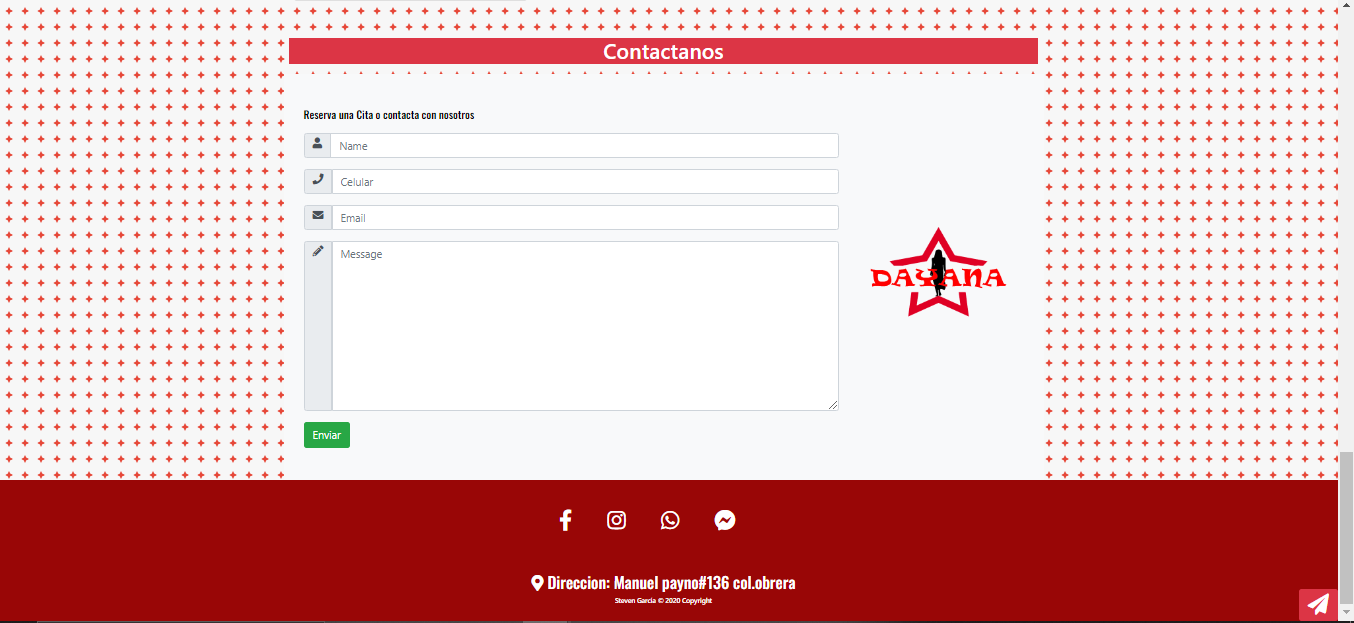 Contactanos
Reserva una Cita o contacta con nosotros
Name
Celular
Email
Message
DAYANA
Enviar
Direccion: Manuel payno#136 col.obrera
Steven Garcia © 2020 Copyright